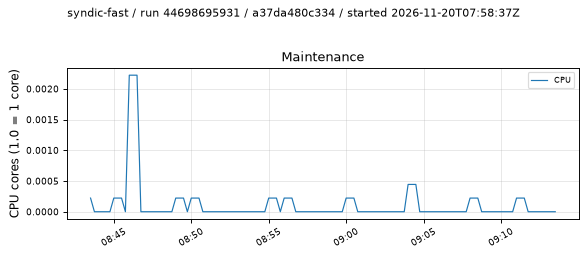 syndic-fast / run 44698695931 / a37da480c334 / started 2026-11-20T07:58:37Z
Maintenance
CPU
CPU cores (1.0 = 1 core)
0.0020
0.0015
0.0010
0.0005
0.0000
08:45
08:50
08:55
09:00
09:05
09:10